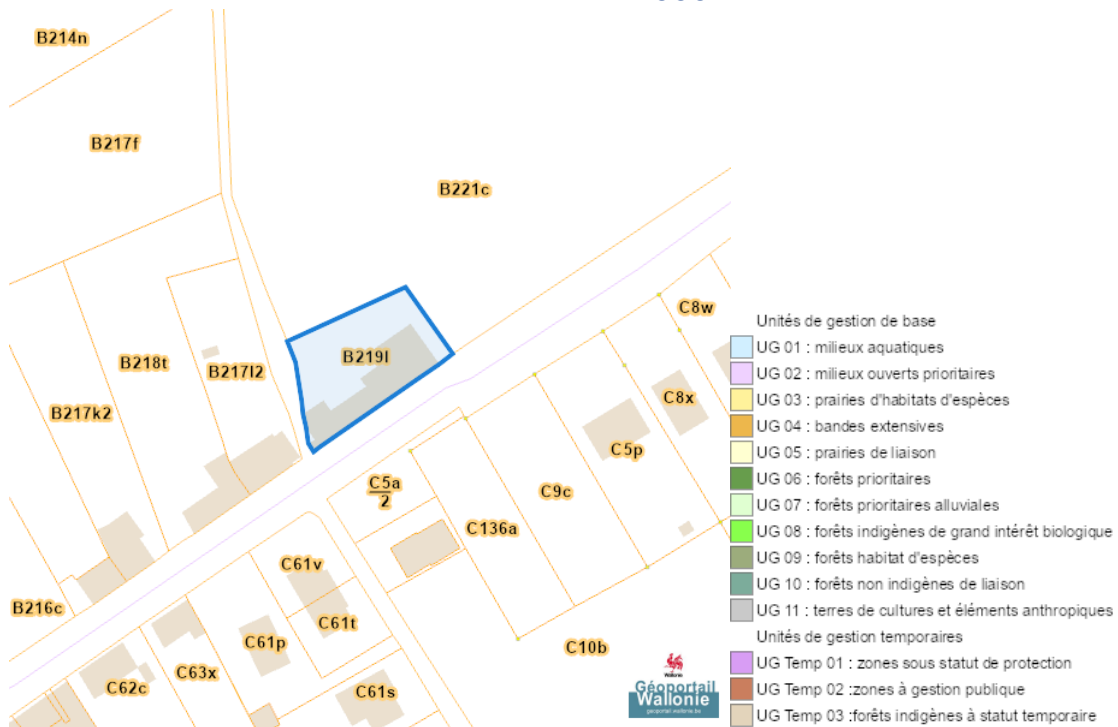 B214n
B217f
B221c
C8w
B219l
B218t
B217l2
B217k2
C8x
C5p
C5a
2
C9c
C136a
C61v
B216c
C61t
C61p
C10b
C63x
C62c
C61s
Wallonie
Géoportail
Wallonie
geoportail.wallonie.be
Unités de gestion de base
UG 01 : milieux aquatiques
UG 02 : milieux ouverts prioritaires
UG 03 : prairies d'habitats d'espèces
UG 04 : bandes extensives
UG 05 : prairies de liaison
UG 06 : forêts prioritaires
UG 07 : forêts prioritaires alluviales
UG 08 : forêts indigènes de grand intérêt biologique
UG 09 : forêts habitat d'espèces
UG 10 : forêts non indigènes de liaison
UG 11 : terres de cultures et éléments anthropiques
Unités de gestion temporaires
UG Temp 01 : zones sous statut de protection
UG Temp 02 :zones à gestion publique
UG Temp 03 :forêts indigènes à statut temporaire